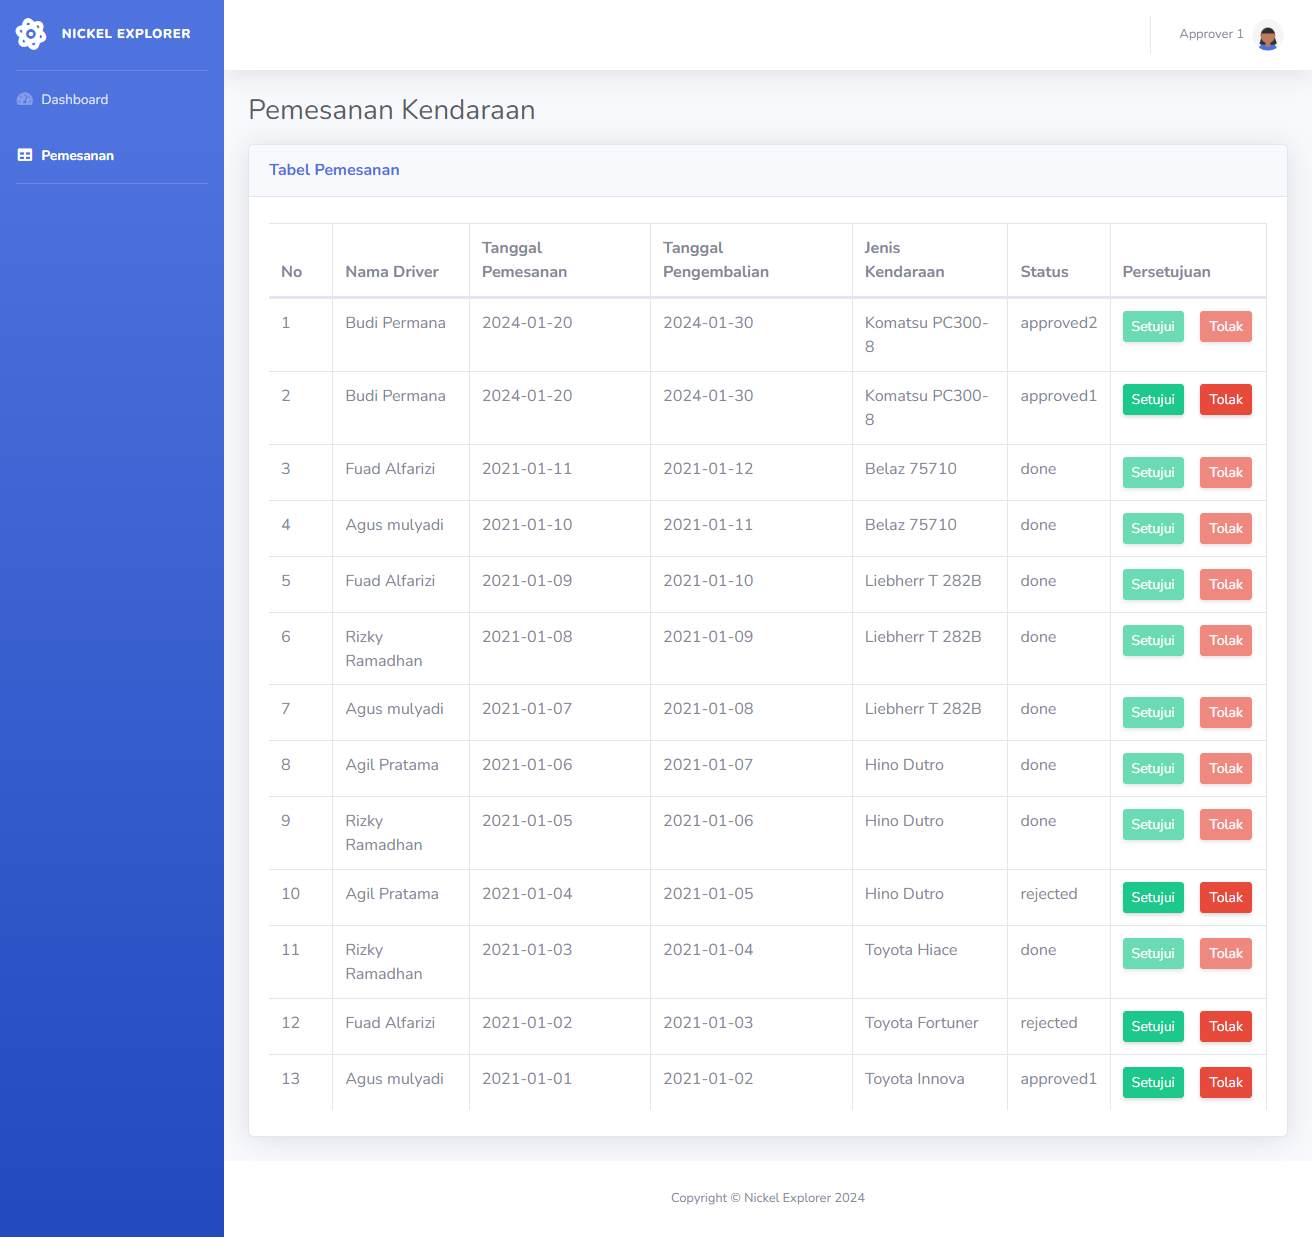 NICKEL EXPLORER
Approver 1
Dashboard
Pemesanan
Pemesanan Kendaraan
Tabel Pemesanan
No Nama Driver Tanggal Pemesanan Tanggal Pengembalian Jenis Kendaraan Status Persetujuan
1 Budi Permana 2024-01-20 2024-01-30 Komatsu PC300-8 approved2 Setujui Tolak
2 Budi Permana 2024-01-20 2024-01-30 Komatsu PC300-8 approved1 Setujui Tolak
3 Fuad Alfarizi 2021-01-11 2021-01-12 Belaz 75710 done Setujui Tolak
4 Agus mulyadi 2021-01-10 2021-01-11 Belaz 75710 done Setujui Tolak
5 Fuad Alfarizi 2021-01-09 2021-01-10 Liebherr T 282B done Setujui Tolak
6 Rizky Ramadhan 2021-01-08 2021-01-09 Liebherr T 282B done Setujui Tolak
7 Agus mulyadi 2021-01-07 2021-01-08 Liebherr T 282B done Setujui Tolak
8 Agil Pratama 2021-01-06 2021-01-07 Hino Dutro done Setujui Tolak
9 Rizky Ramadhan 2021-01-05 2021-01-06 Hino Dutro done Setujui Tolak
10 Agil Pratama 2021-01-04 2021-01-05 Hino Dutro rejected Setujui Tolak
11 Rizky Ramadhan 2021-01-03 2021-01-04 Toyota Hiace done Setujui Tolak
12 Fuad Alfarizi 2021-01-02 2021-01-03 Toyota Fortuner rejected Setujui Tolak
13 Agus mulyadi 2021-01-01 2021-01-02 Toyota Innova approved1 Setujui Tolak
Copyright © Nickel Explorer 2024